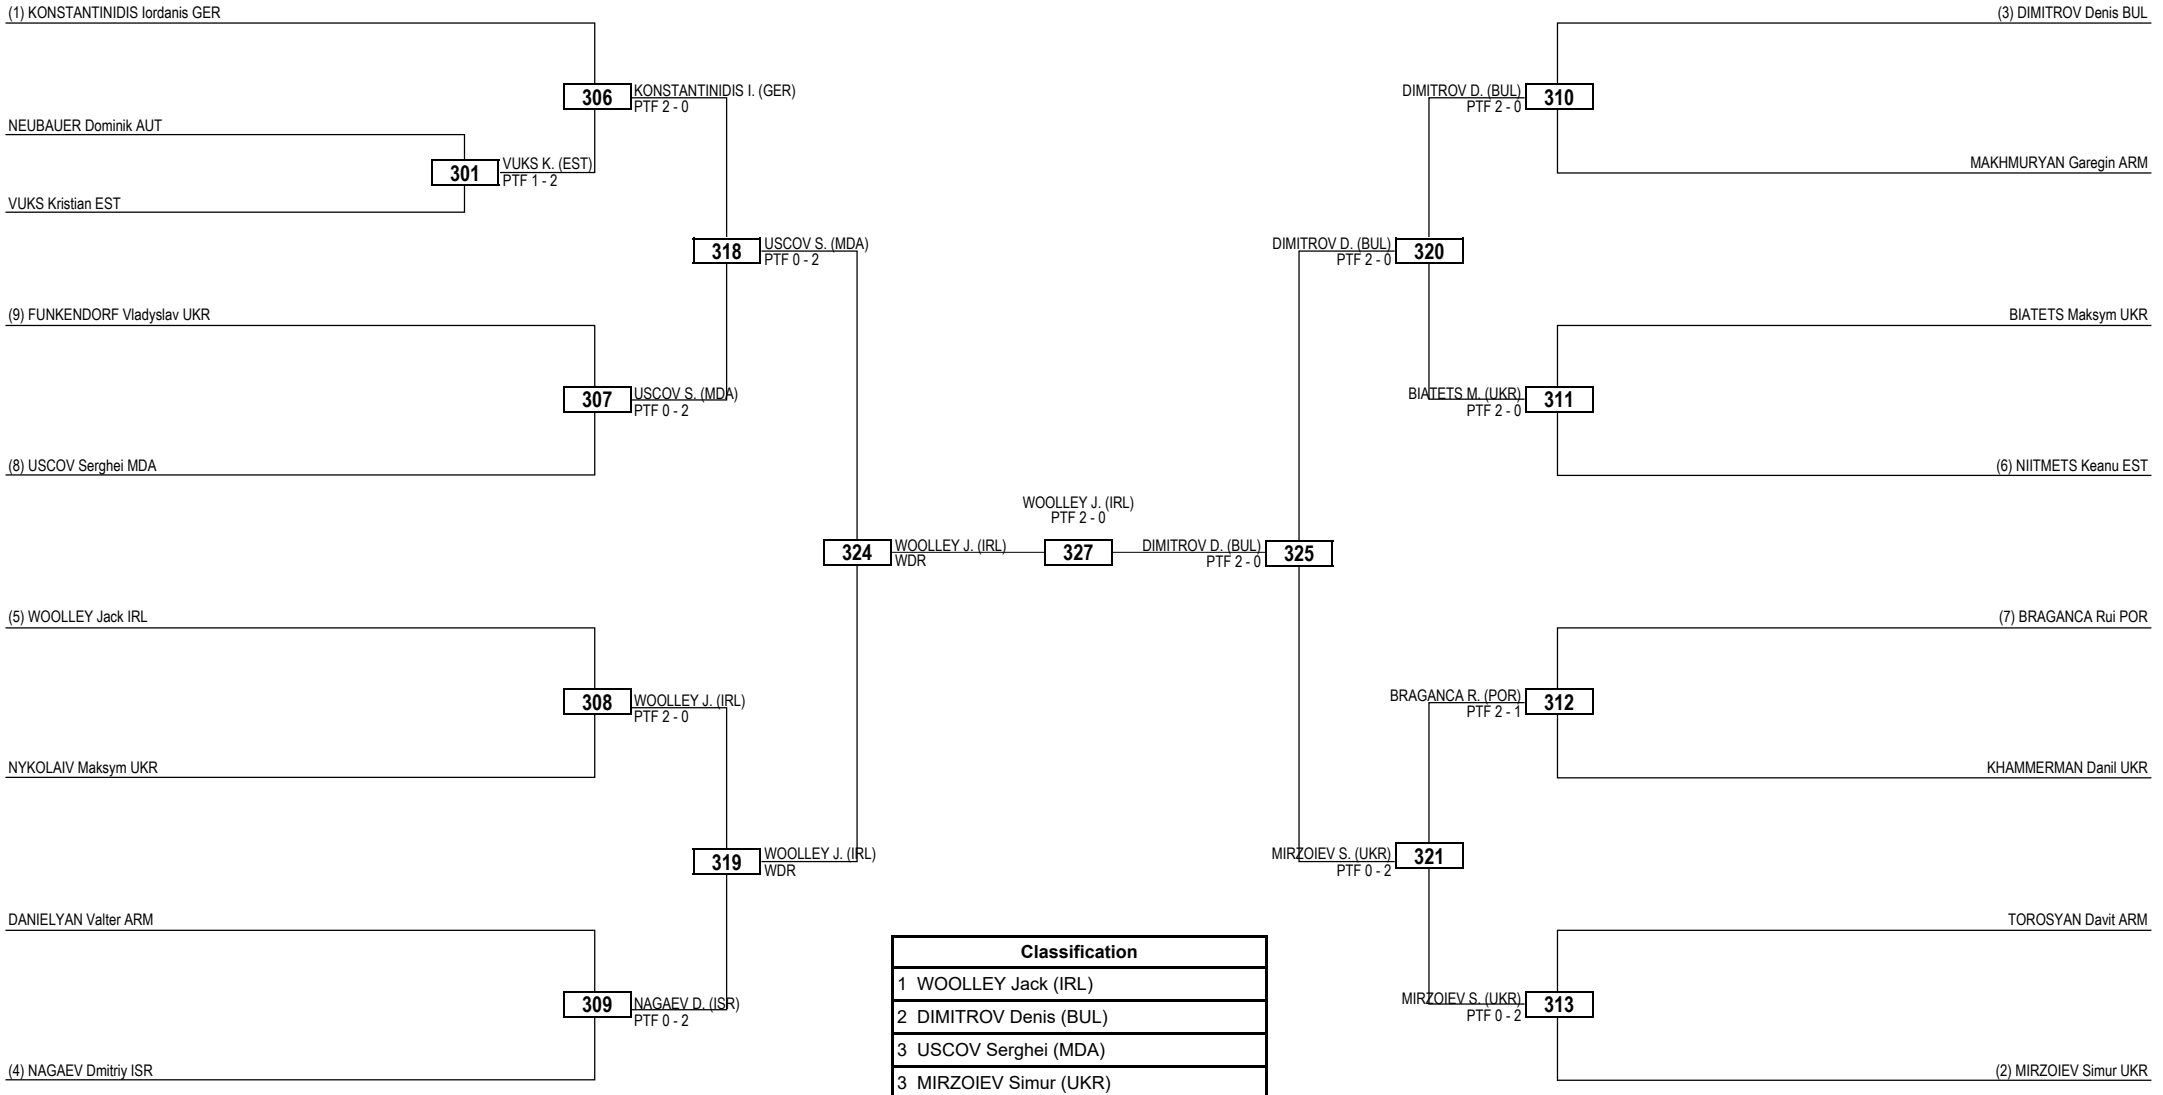 (1) KONSTANTINIDIS Iordanis GER
306
KONSTANTINIDIS I. (GER)
PTF 2 - 0
NEUBAUER Dominik AUT
301
VUKS K. (EST)
PTF 1 - 2
VUKS Kristian EST
318
USCOV S. (MDA)
PTF 0 - 2
(9) FUNKENDORF Vladyslav UKR
307
USCOV S. (MDA)
PTF 0 - 2
(8) USCOV Serghei MDA
324
WOOLLEY J. (IRL)
WDR
(5) WOOLLEY Jack IRL
308
WOOLLEY J. (IRL)
PTF 2 - 0
NYKOLAIV Maksym UKR
319
WOOLLEY J. (IRL)
WDR
DANIELYAN Valter ARM
309
NAGAEV D. (ISR)
PTF 0 - 2
(4) NAGAEV Dmitriy ISR
WOOLLEY J. (IRL)
PTF 2 - 0
327
(3) DIMITROV Denis BUL
DIMITROV D. (BUL)
PTF 2 - 0
310
MAKHMURYAN Garegin ARM
DIMITROV D. (BUL)
PTF 2 - 0
320
BIATETS Maksym UKR
BIATETS M. (UKR)
PTF 2 - 0
311
(6) NIITMETS Keanu EST
DIMITROV D. (BUL)
PTF 2 - 0
325
(7) BRAGANCA Rui POR
BRAGANCA R. (POR)
PTF 2 - 1
312
KHAMMERMAN Danil UKR
MIRZOIEV S. (UKR)
PTF 0 - 2
321
TOROSYAN Davit ARM
MIRZOIEV S. (UKR)
PTF 0 - 2
313
(2) MIRZOIEV Simur UKR
Classification
1 WOOLLEY Jack (IRL)
2 DIMITROV Denis (BUL)
3 USCOV Serghei (MDA)
3 MIRZOIEV Simur (UKR)